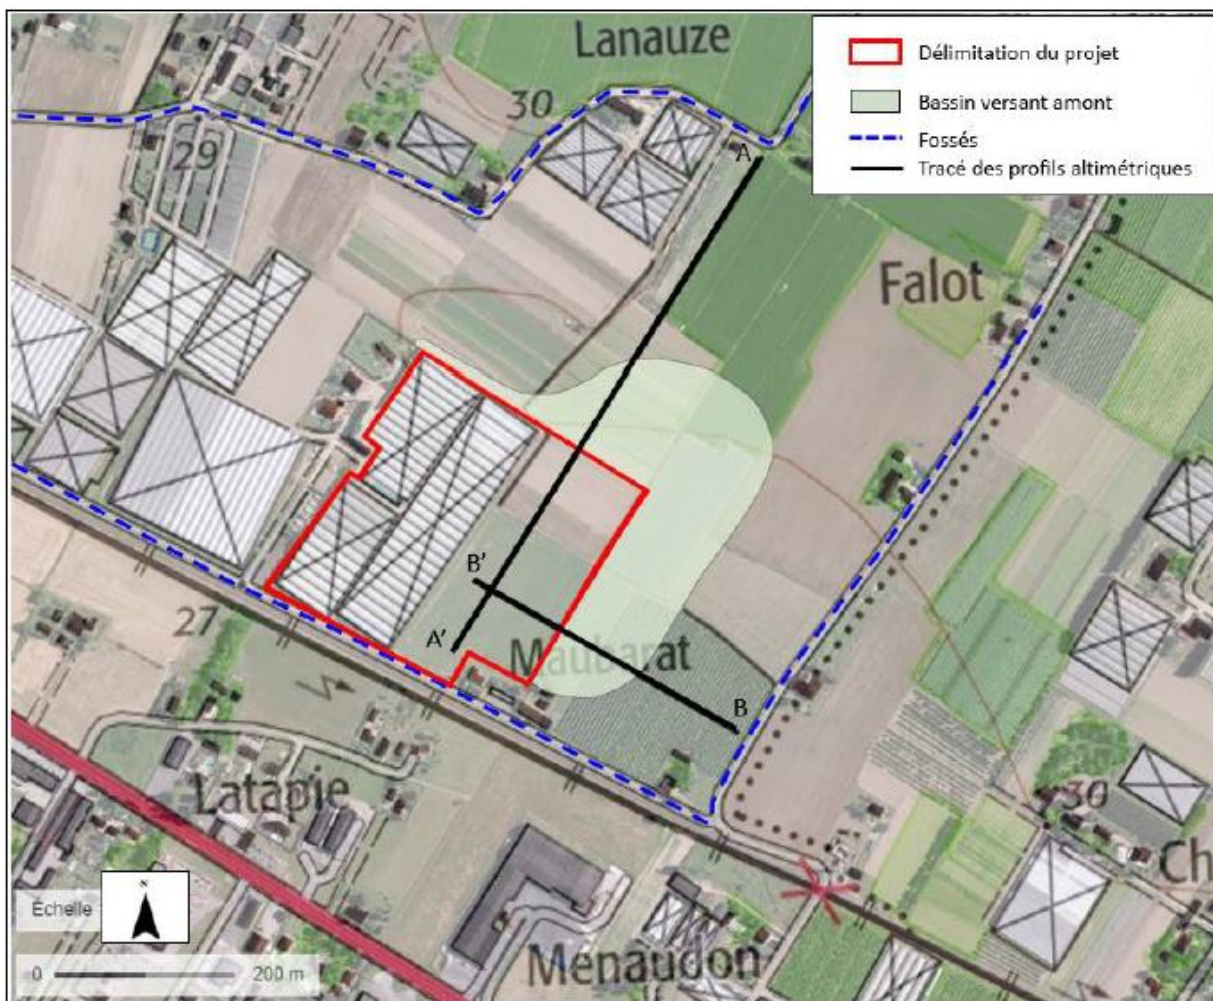 Lanauze
Délimitation du projet
Bassin versant amont
Fossés
Tracé des profils altimétriques
30
29
A
Falot
B'
27
A'
Maubarat
B
Latapie
30
Ch
Échelle
N
Menaudon
0 200 m